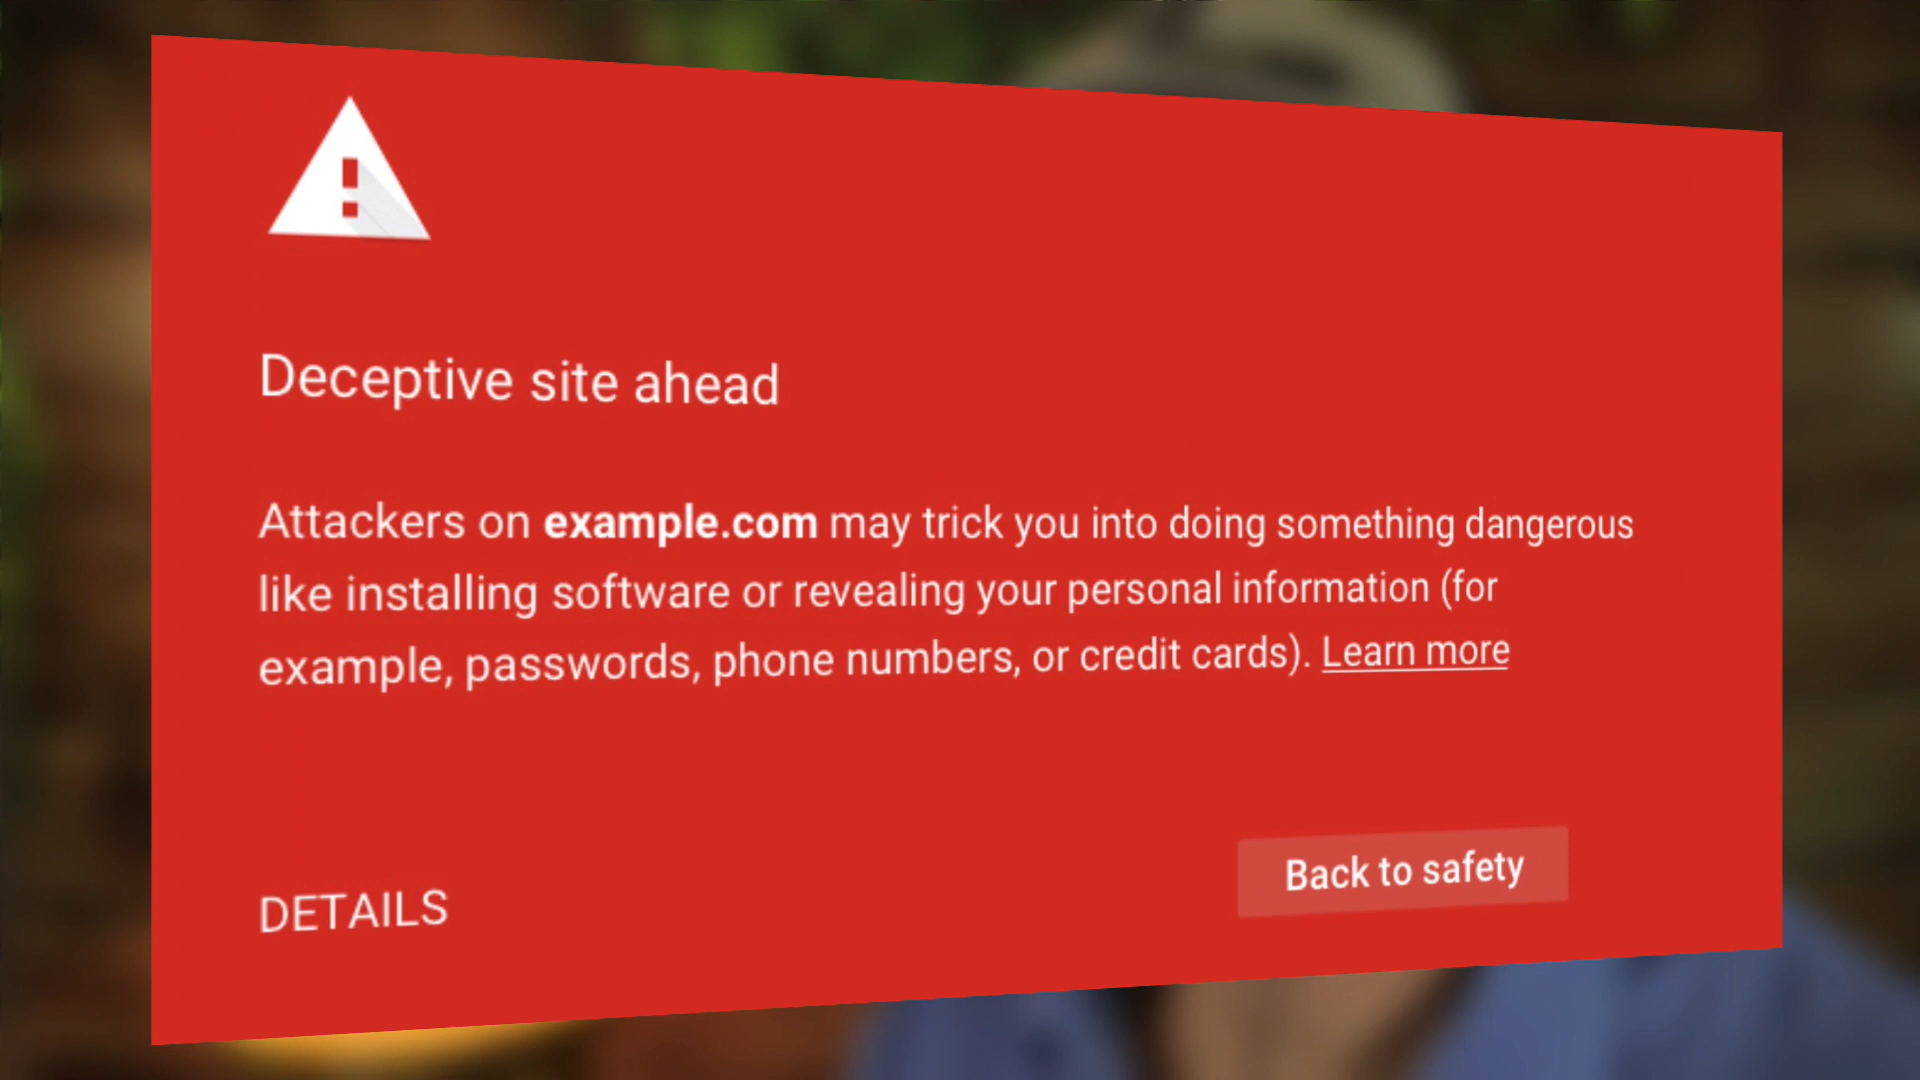 Deceptive site ahead
Attackers on example.com may trick you into doing something dangerous
like installing software or revealing your personal information (for
example, passwords, phone numbers, or credit cards). Learn more
Back to safety
DETAILS